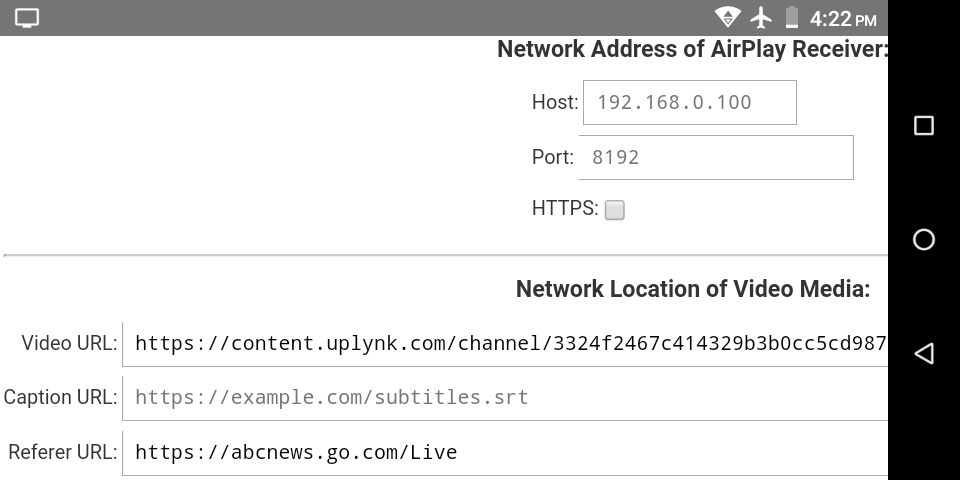 4:22 PM
Network Address of AirPlay Receiver:
Host: 192.168.0.100
Port: 8192
HTTPS:
Network Location of Video Media:
Video URL: https://content.uplynk.com/channel/3324f2467c414329b3b0cc5cd987
Caption URL: https://example.com/subtitles.srt
Referer URL: https://abcnews.go.com/Live